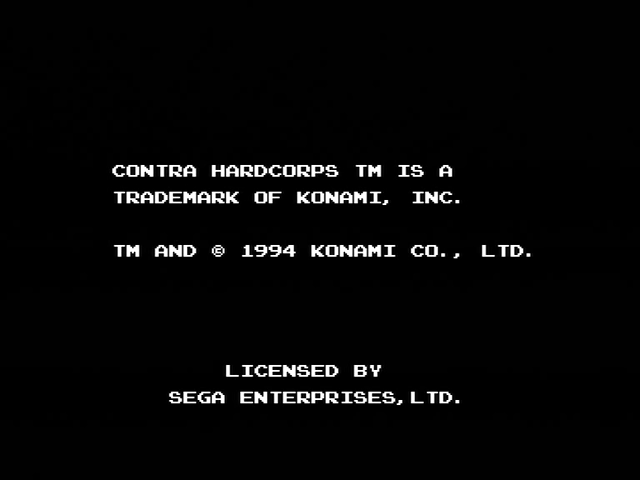 CONTRA HARDCORPS TM IS A
TRADEMARK OF KONAMI, INC.
TM AND © 1994 KONAMI CO., LTD.
LICENSED BY
SEGA ENTERPRISES,LTD.